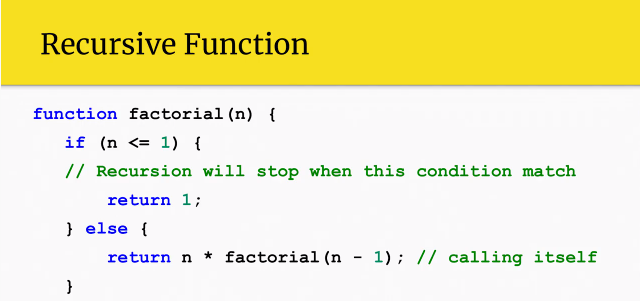 Recursive Function
function factorial(n) {
if (n <= 1) {
// Recursion will stop when this condition match
return 1;
} else {
return n * factorial(n - 1); // calling itself
}